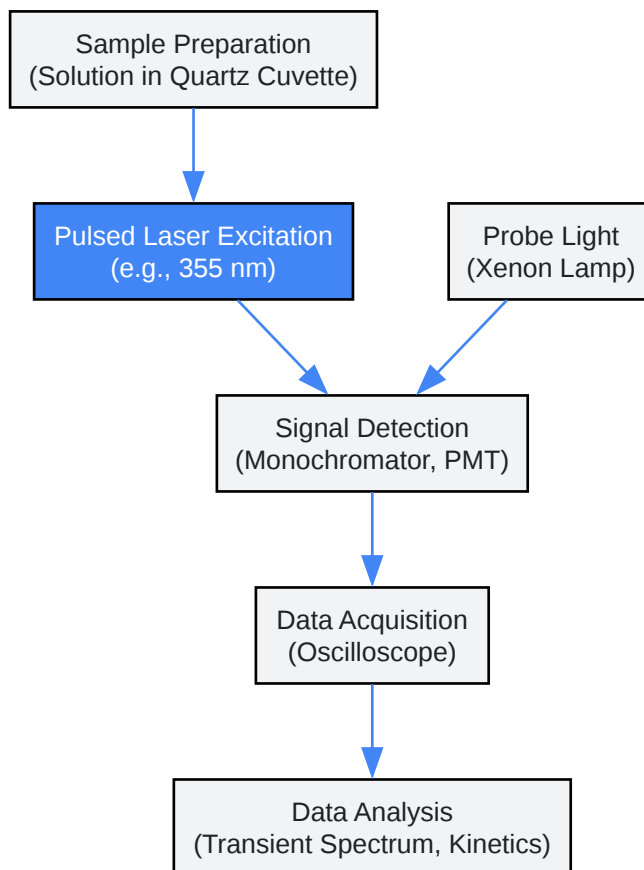 Sample Preparation
(Solution in Quartz Cuvette)
Pulsed Laser Excitation
(e.g., 355 nm)
Probe Light
(Xenon Lamp)
Signal Detection
(Monochromator, PMT)
Data Acquisition
(Oscilloscope)
Data Analysis
(Transient Spectrum, Kinetics)